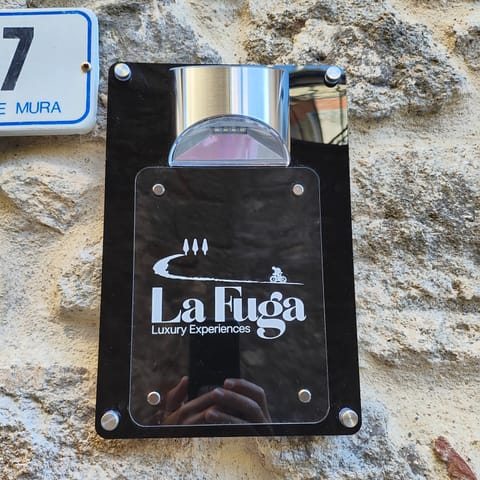 7
E MURA
La Fuga
Luxury Experiences